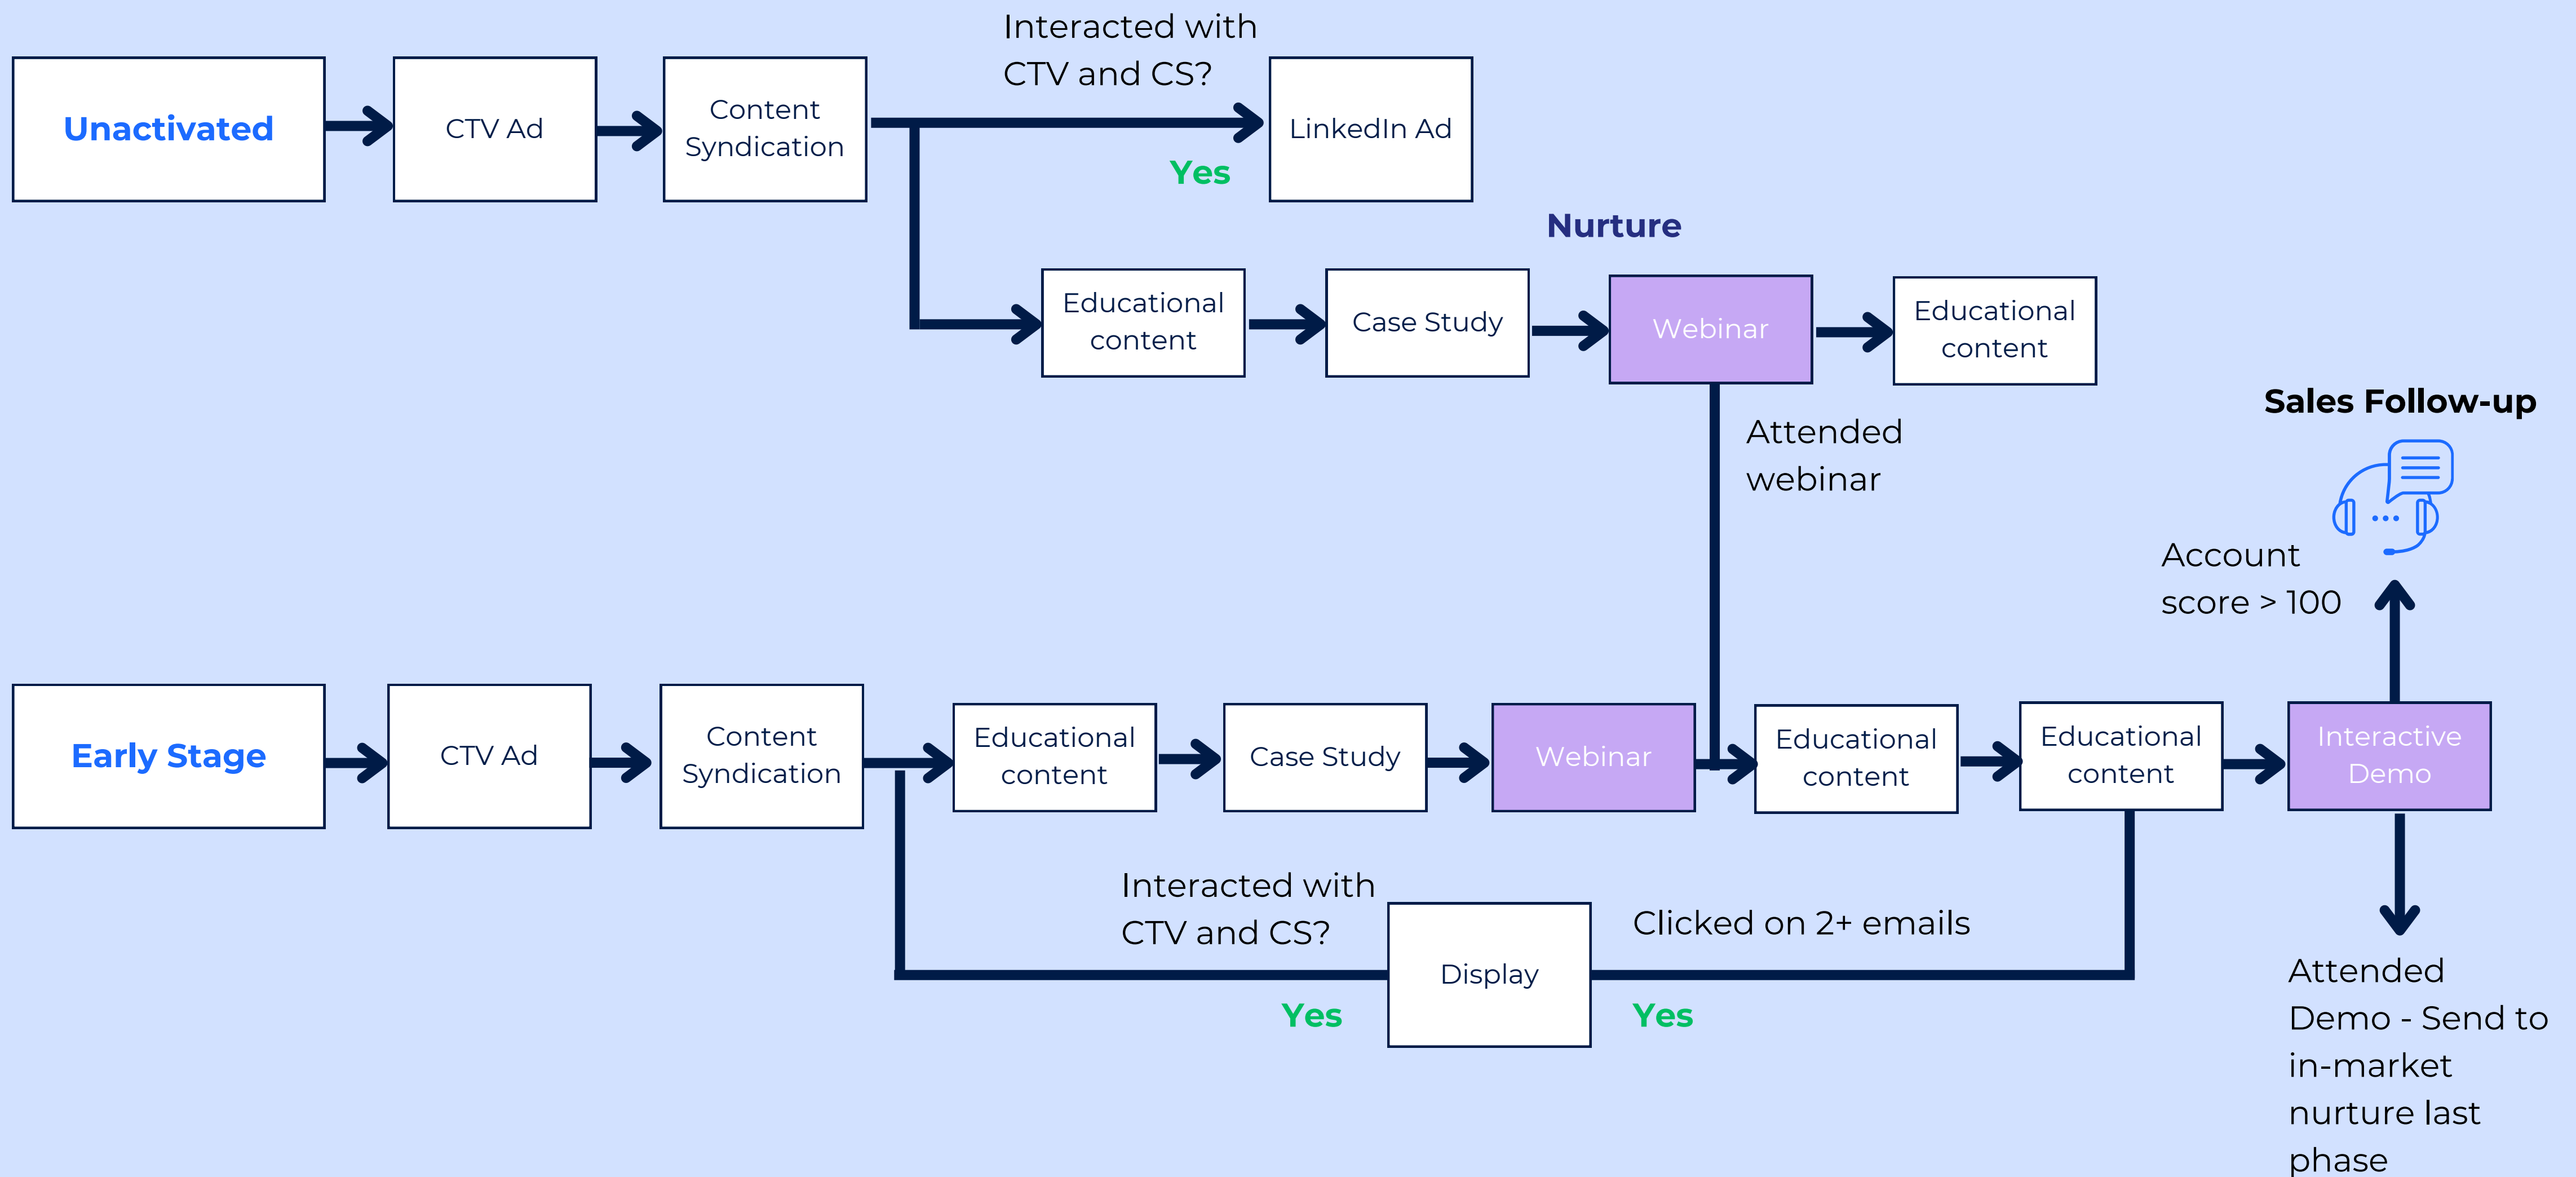 Interacted with
CTV and CS?
Unactivated
CTV Ad
Content
Syndication
LinkedIn Ad
Yes
Nurture
Educational
content
Case Study
Webinar
Educational
content
Attended
webinar
Sales Follow-up
Account
score > 100
Early Stage
CTV Ad
Content
Syndication
Educational
content
Case Study
Webinar
Educational
content
Educational
content
Interactive
Demo
Interacted with
CTV and CS?
Yes
Display
Clicked on 2+ emails
Yes
Attended
Demo - Send to
in-market
nurture last
phase